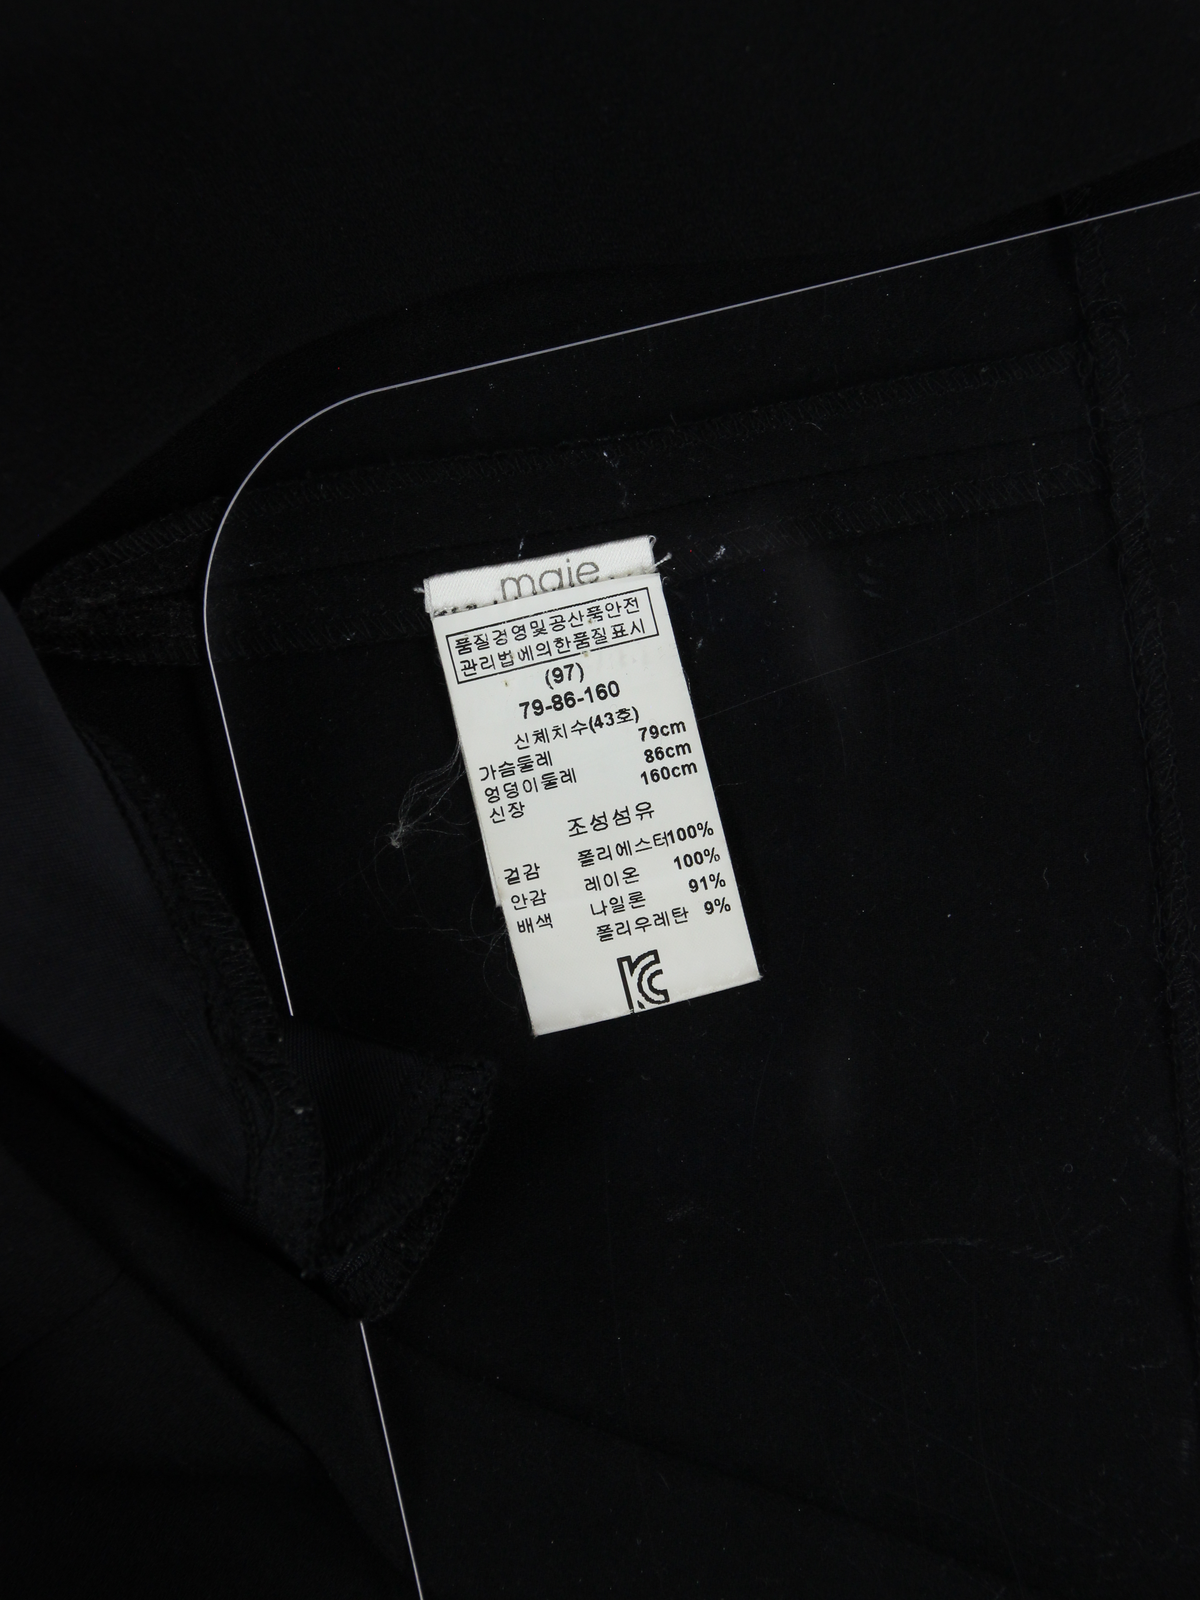 maie
품질경영및공산품안전
관리법에의한품질표시
(97)
79-86-160
신체치수(43호)
가슴둘레 79cm
엉덩이둘레 86cm
신장 160cm
조성섬유
겉감 폴리에스터100%
안감 레이온 100%
배색 나일론 91%
폴리우레탄 9%
KC